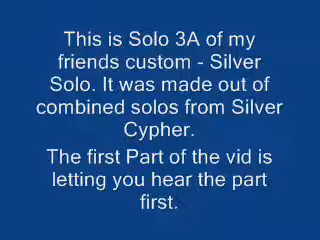 This is Solo 3A of my
friends custom - Silver
Solo. It was made out of
combined solos from Silver
Cypher.
The first Part of the vid is
letting you hear the part
first.